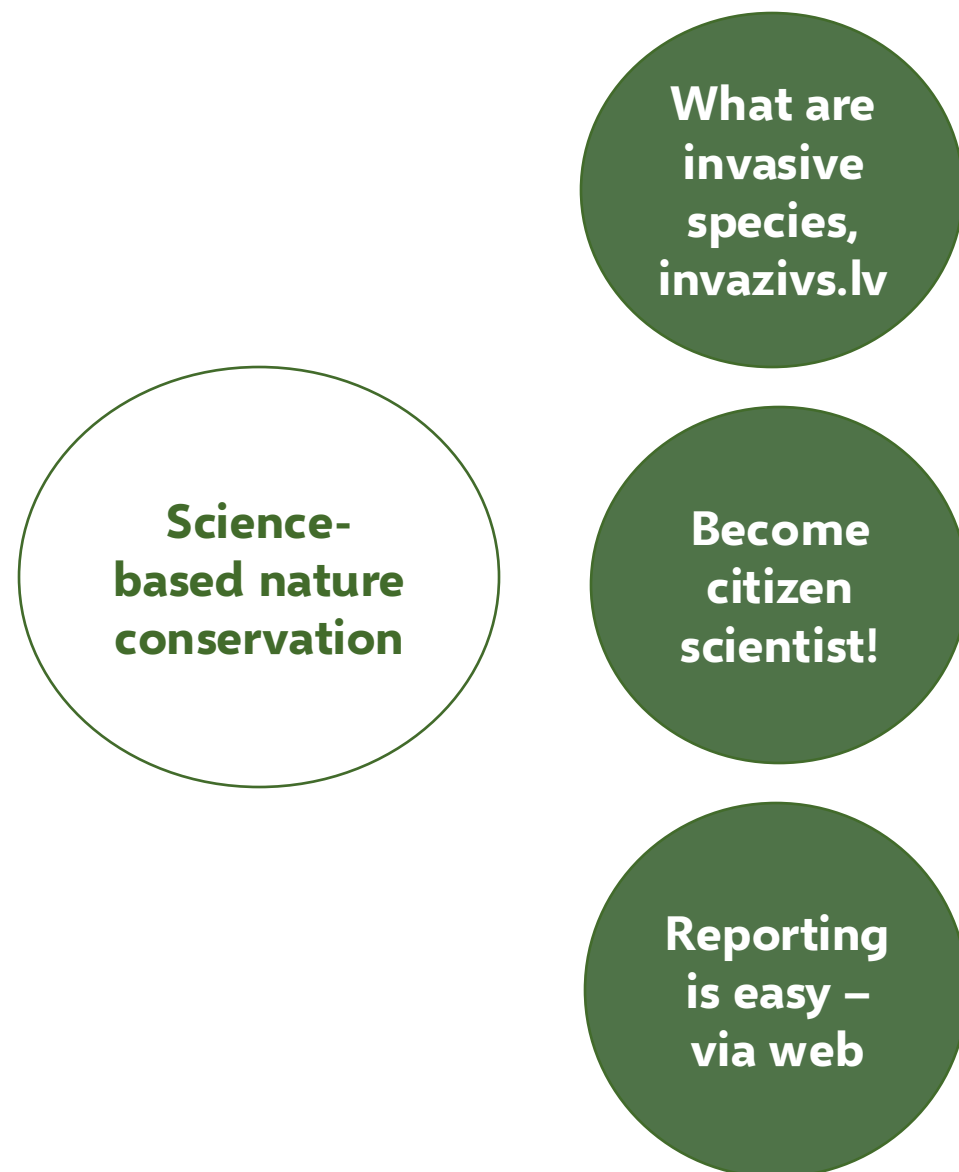 What are
invasive
species,
invazivs.lv
Science-
based nature
conservation
Become
citizen
scientist!
Reporting
is easy –
via web